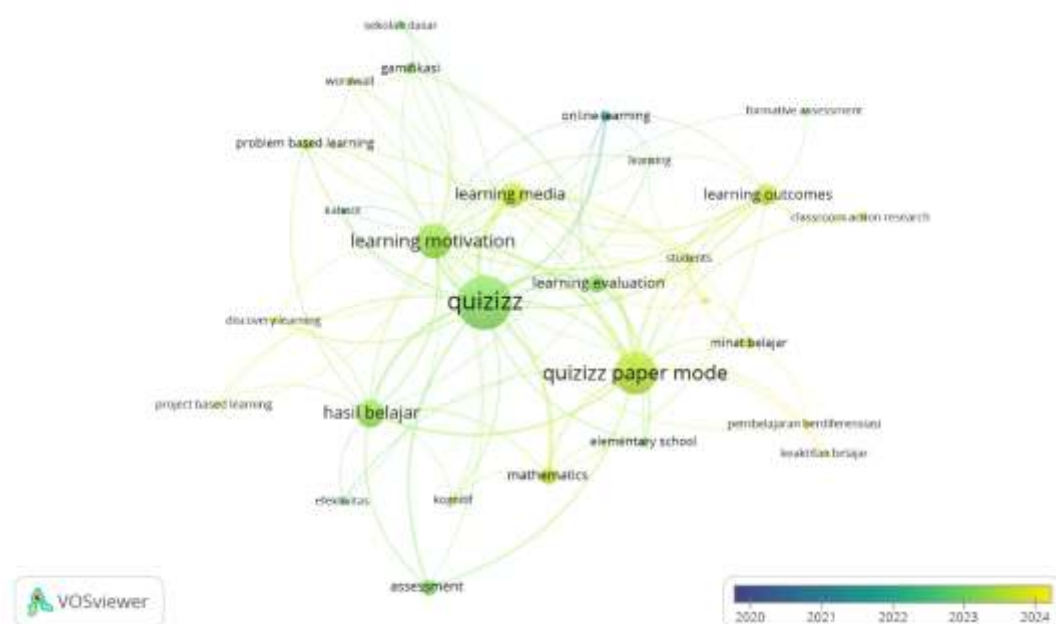 sekolah dasar
gamifikasi
wordwall
online learning
formative assessment
problem based learning
learning
learning media
learning outcomes
kahoot
classroom action research
learning motivation
students
learning evaluation
quizizz
discovery learning
minat belajar
quizizz paper mode
project based learning
hasil belajar
pembelajaran berdiferensiasi
elementary school
keaktifan belajar
mathematics
efektivitas
kognitif
assessment
VOSviewer
2020 2021 2022 2023 2024